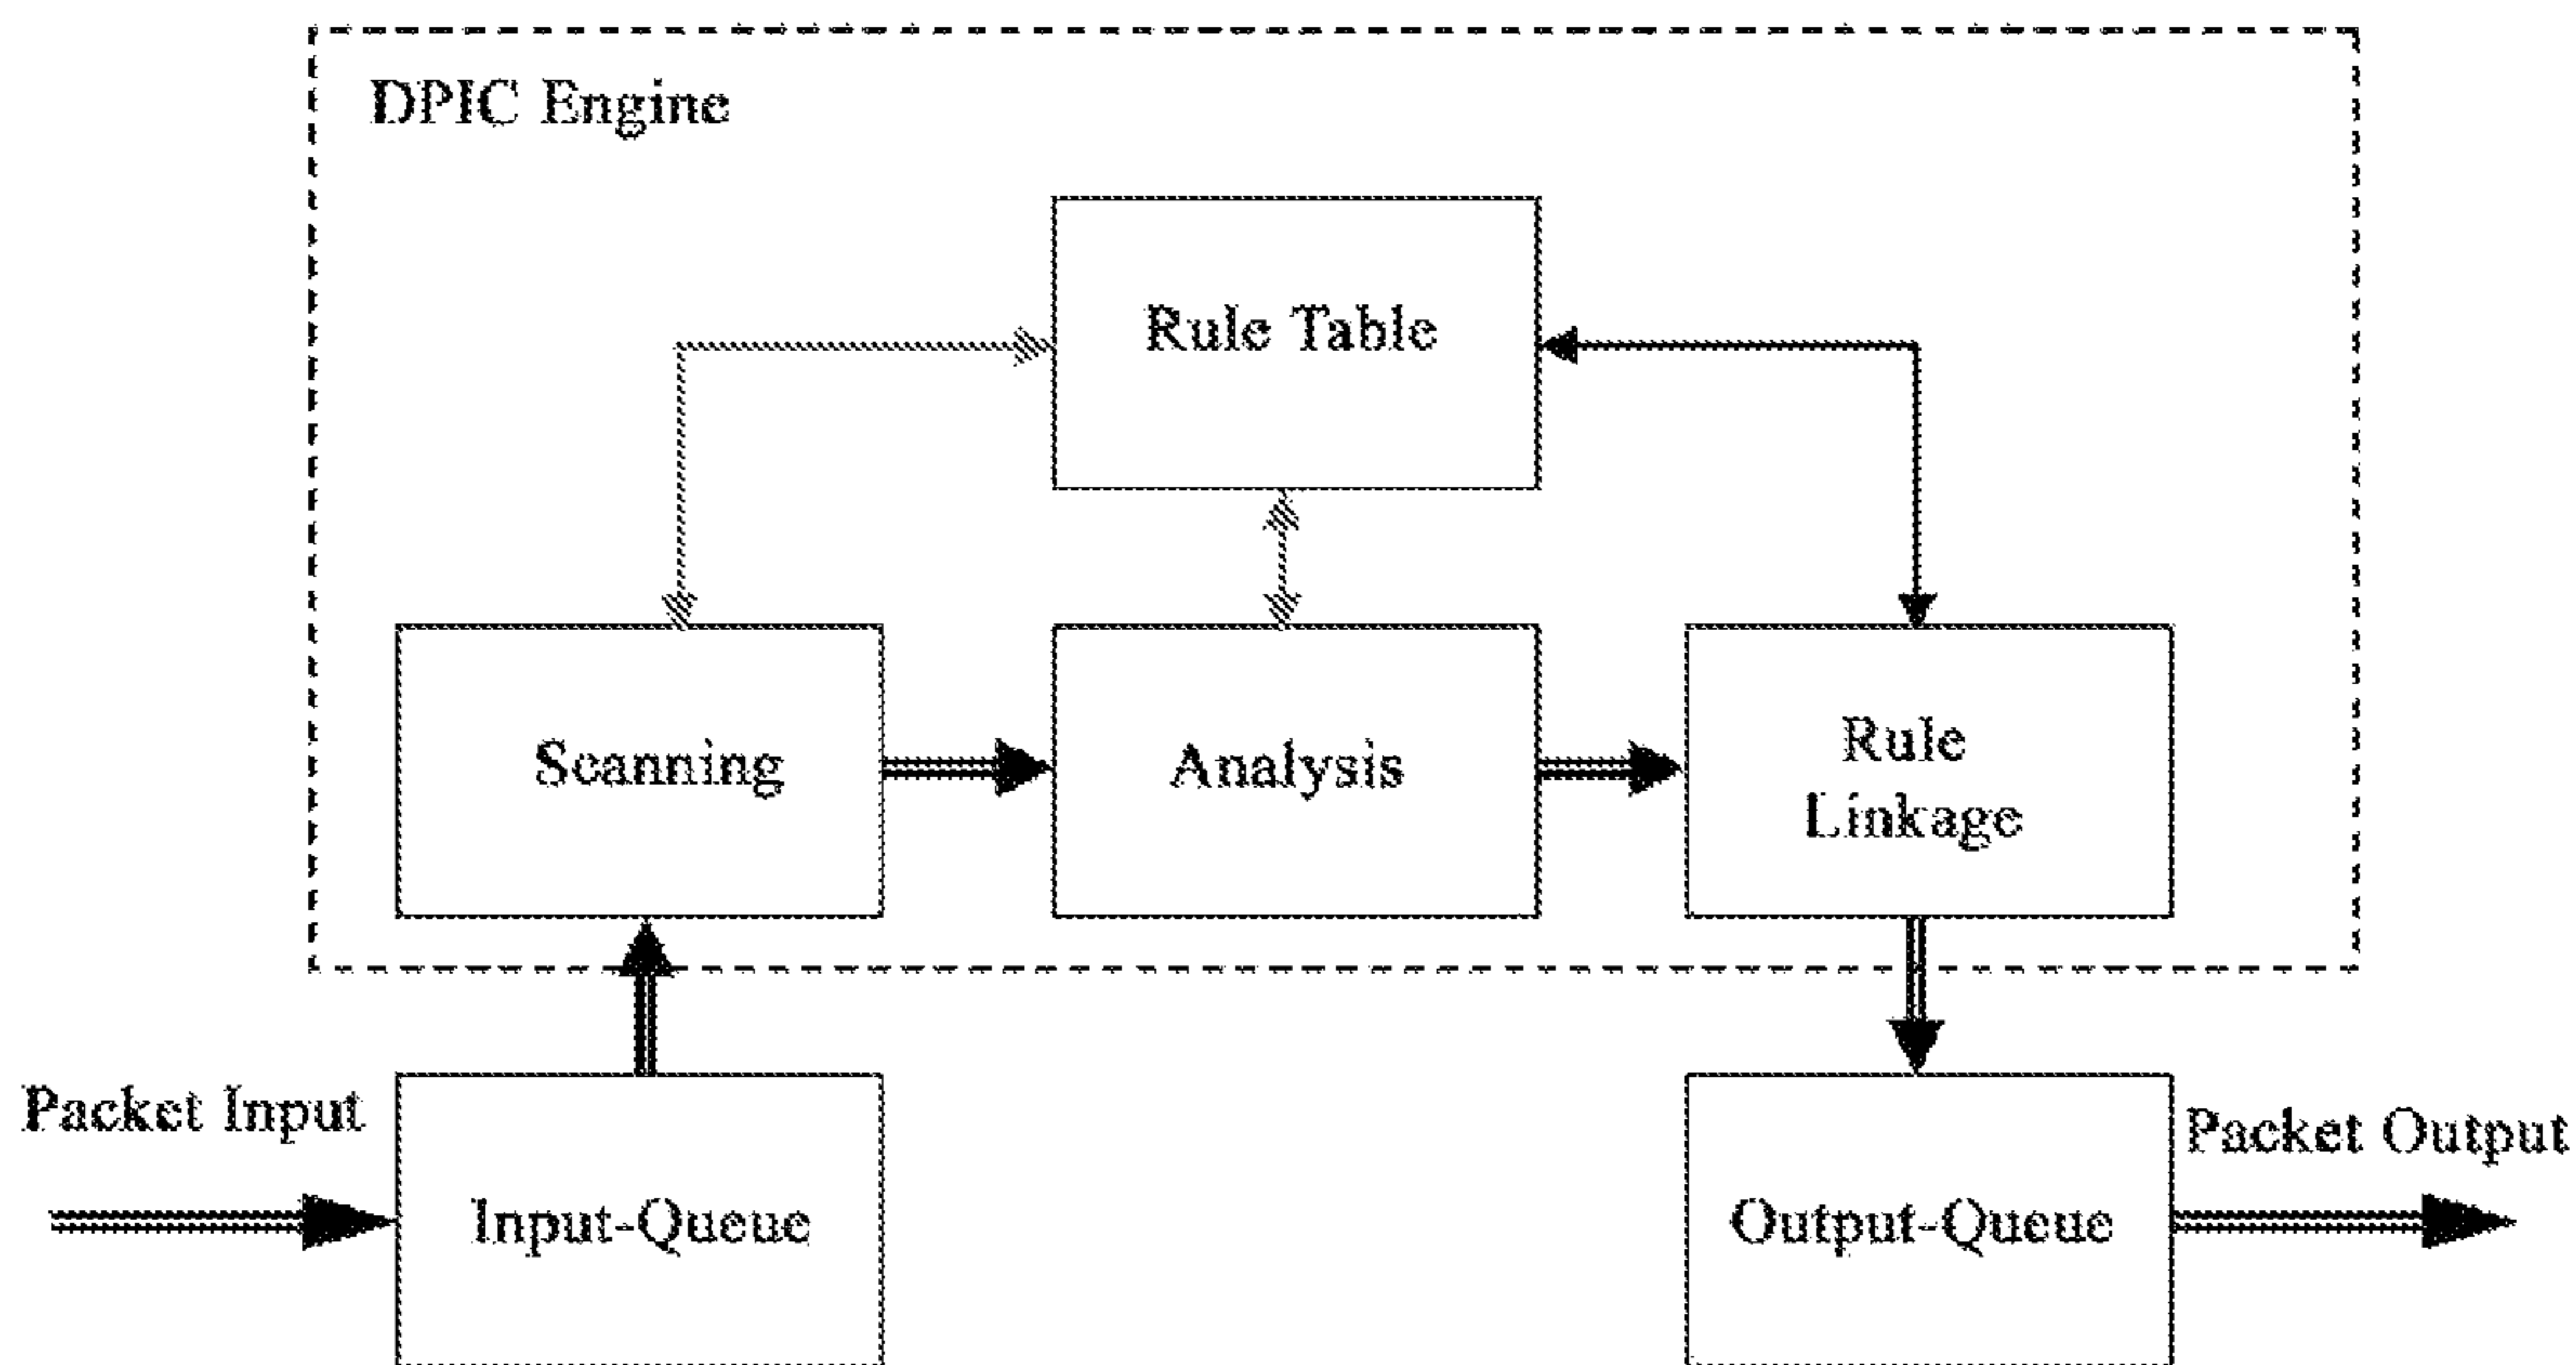 DPIC Engine
Rule Table
Scanning
Analysis
Rule
Linkage
Packet Input
Packet Output
Input-Queue
Output-Queue